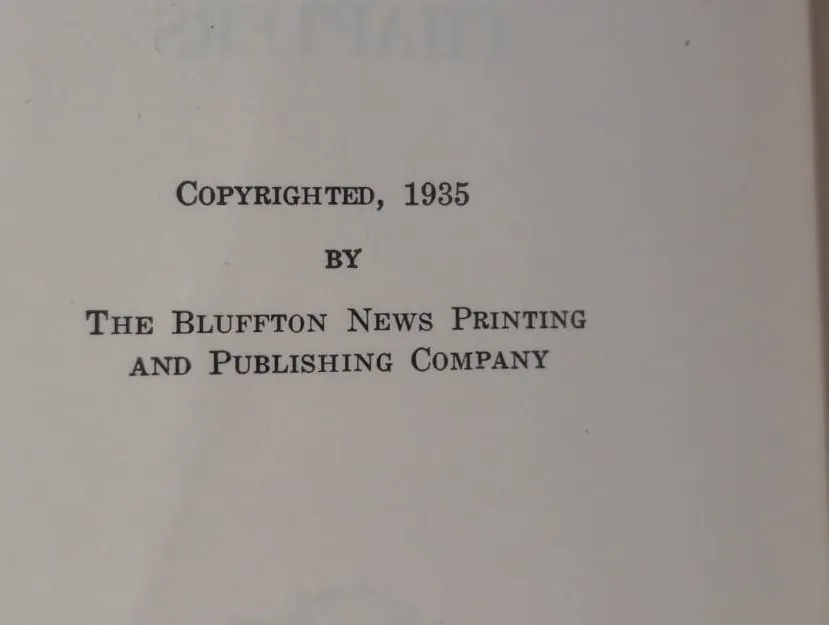 COPYRIGHTED, 1935
BY
THE BLUFFTON NEWS PRINTING
AND PUBLISHING COMPANY